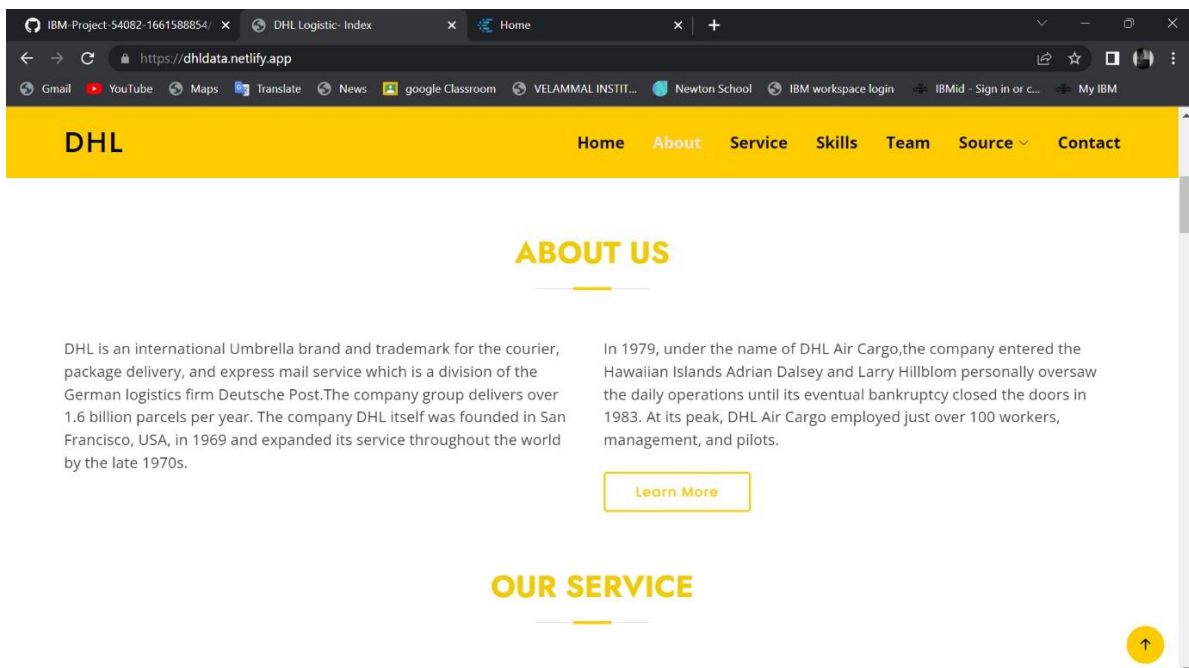 IBM-Project-54082-1661588854/
DHL Logistic- Index
Home
https://dhldata.netlify.app
Gmail YouTube Maps Translate News google Classroom VELAMMAL INSTIT... Newton School IBM workspace login IBMid - Sign in or c... My IBM
DHL
Home About Service Skills Team Source Contact
ABOUT US
DHL is an international Umbrella brand and trademark for the courier,
package delivery, and express mail service which is a division of the
German logistics firm Deutsche Post.The company group delivers over
1.6 billion parcels per year. The company DHL itself was founded in San
Francisco, USA, in 1969 and expanded its service throughout the world
by the late 1970s.
In 1979, under the name of DHL Air Cargo,the company entered the
Hawaiian Islands Adrian Dalsey and Larry Hillblom personally oversaw
the daily operations until its eventual bankruptcy closed the doors in
1983. At its peak, DHL Air Cargo employed just over 100 workers,
management, and pilots.
Learn More
OUR SERVICE